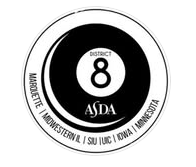 DISTRICT
8
ASDA
MARQUETTE | MIDWESTERN IL | SIU | UIC | IOWA | MINNESOTA